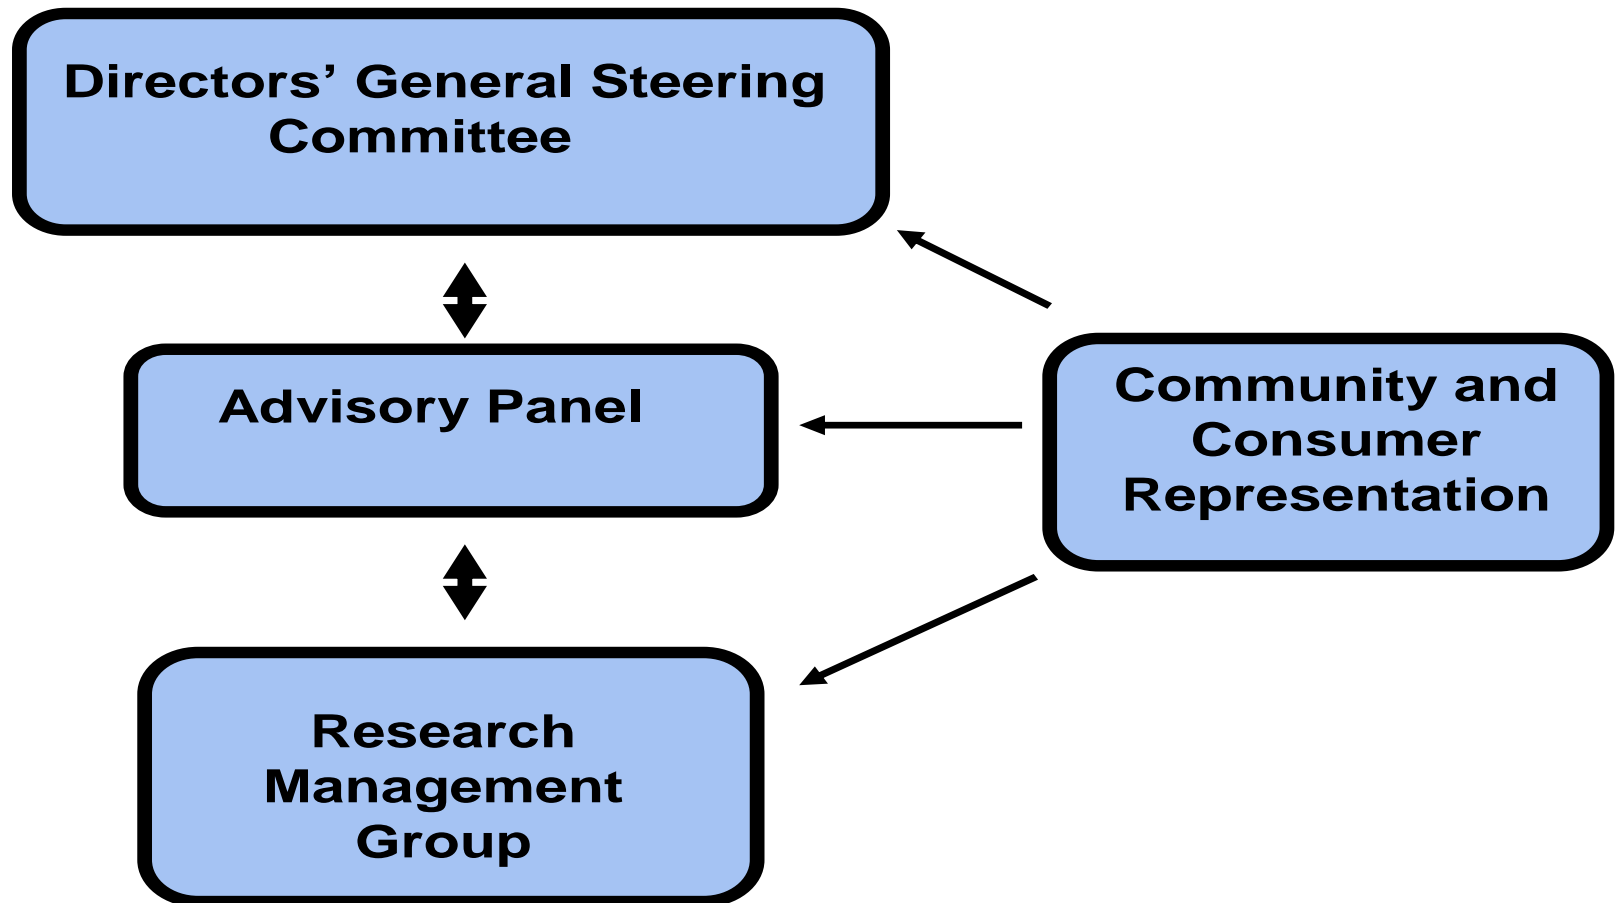 Directors’ General Steering
Committee
Advisory Panel
Community and
Consumer
Representation
Research
Management
Group